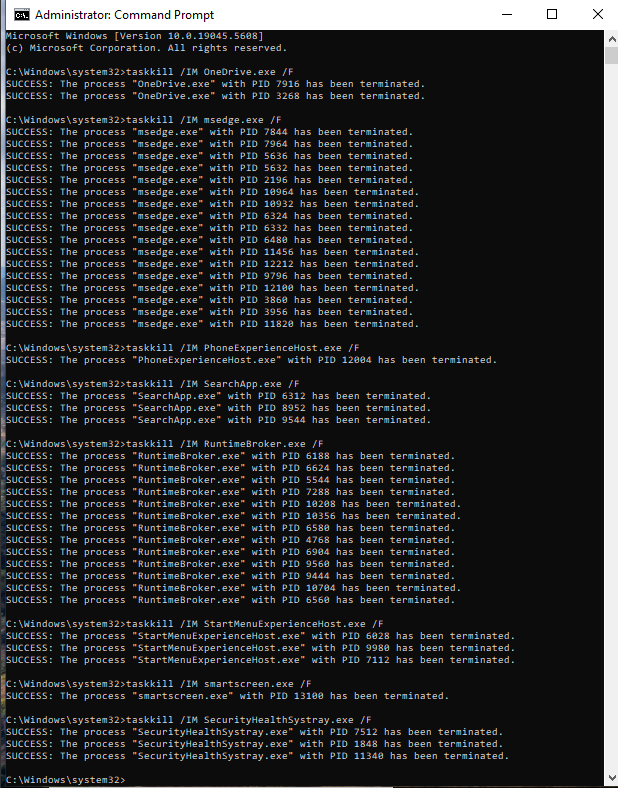 Administrator: Command Prompt
Microsoft Windows [Version 10.0.19045.5608]
(c) Microsoft Corporation. All rights reserved.
C:\Windows\system32>taskkill /IM OneDrive.exe /F
SUCCESS: The process "OneDrive.exe" with PID 7916 has been terminated.
SUCCESS: The process "OneDrive.exe" with PID 3268 has been terminated.
C:\Windows\system32>taskkill /IM msedge.exe /F
SUCCESS: The process "msedge.exe" with PID 7844 has been terminated.
SUCCESS: The process "msedge.exe" with PID 7964 has been terminated.
SUCCESS: The process "msedge.exe" with PID 5636 has been terminated.
SUCCESS: The process "msedge.exe" with PID 5632 has been terminated.
SUCCESS: The process "msedge.exe" with PID 2196 has been terminated.
SUCCESS: The process "msedge.exe" with PID 10964 has been terminated.
SUCCESS: The process "msedge.exe" with PID 10932 has been terminated.
SUCCESS: The process "msedge.exe" with PID 6324 has been terminated.
SUCCESS: The process "msedge.exe" with PID 6332 has been terminated.
SUCCESS: The process "msedge.exe" with PID 6480 has been terminated.
SUCCESS: The process "msedge.exe" with PID 11456 has been terminated.
SUCCESS: The process "msedge.exe" with PID 12212 has been terminated.
SUCCESS: The process "msedge.exe" with PID 9796 has been terminated.
SUCCESS: The process "msedge.exe" with PID 12100 has been terminated.
SUCCESS: The process "msedge.exe" with PID 3860 has been terminated.
SUCCESS: The process "msedge.exe" with PID 3956 has been terminated.
SUCCESS: The process "msedge.exe" with PID 11820 has been terminated.
C:\Windows\system32>taskkill /IM PhoneExperienceHost.exe /F
SUCCESS: The process "PhoneExperienceHost.exe" with PID 12004 has been terminated.
C:\Windows\system32>taskkill /IM SearchApp.exe /F
SUCCESS: The process "SearchApp.exe" with PID 6312 has been terminated.
SUCCESS: The process "SearchApp.exe" with PID 8952 has been terminated.
SUCCESS: The process "SearchApp.exe" with PID 9544 has been terminated.
C:\Windows\system32>taskkill /IM RuntimeBroker.exe /F
SUCCESS: The process "RuntimeBroker.exe" with PID 6188 has been terminated.
SUCCESS: The process "RuntimeBroker.exe" with PID 6624 has been terminated.
SUCCESS: The process "RuntimeBroker.exe" with PID 5544 has been terminated.
SUCCESS: The process "RuntimeBroker.exe" with PID 7288 has been terminated.
SUCCESS: The process "RuntimeBroker.exe" with PID 10208 has been terminated.
SUCCESS: The process "RuntimeBroker.exe" with PID 10356 has been terminated.
SUCCESS: The process "RuntimeBroker.exe" with PID 6580 has been terminated.
SUCCESS: The process "RuntimeBroker.exe" with PID 4768 has been terminated.
SUCCESS: The process "RuntimeBroker.exe" with PID 6904 has been terminated.
SUCCESS: The process "RuntimeBroker.exe" with PID 9560 has been terminated.
SUCCESS: The process "RuntimeBroker.exe" with PID 9444 has been terminated.
SUCCESS: The process "RuntimeBroker.exe" with PID 10704 has been terminated.
SUCCESS: The process "RuntimeBroker.exe" with PID 6560 has been terminated.
C:\Windows\system32>taskkill /IM StartMenuExperienceHost.exe /F
SUCCESS: The process "StartMenuExperienceHost.exe" with PID 6028 has been terminated.
SUCCESS: The process "StartMenuExperienceHost.exe" with PID 9980 has been terminated.
SUCCESS: The process "StartMenuExperienceHost.exe" with PID 7112 has been terminated.
C:\Windows\system32>taskkill /IM smartscreen.exe /F
SUCCESS: The process "smartscreen.exe" with PID 13100 has been terminated.
C:\Windows\system32>taskkill /IM SecurityHealthSystray.exe /F
SUCCESS: The process "SecurityHealthSystray.exe" with PID 7512 has been terminated.
SUCCESS: The process "SecurityHealthSystray.exe" with PID 1848 has been terminated.
SUCCESS: The process "SecurityHealthSystray.exe" with PID 11340 has been terminated.
C:\Windows\system32>